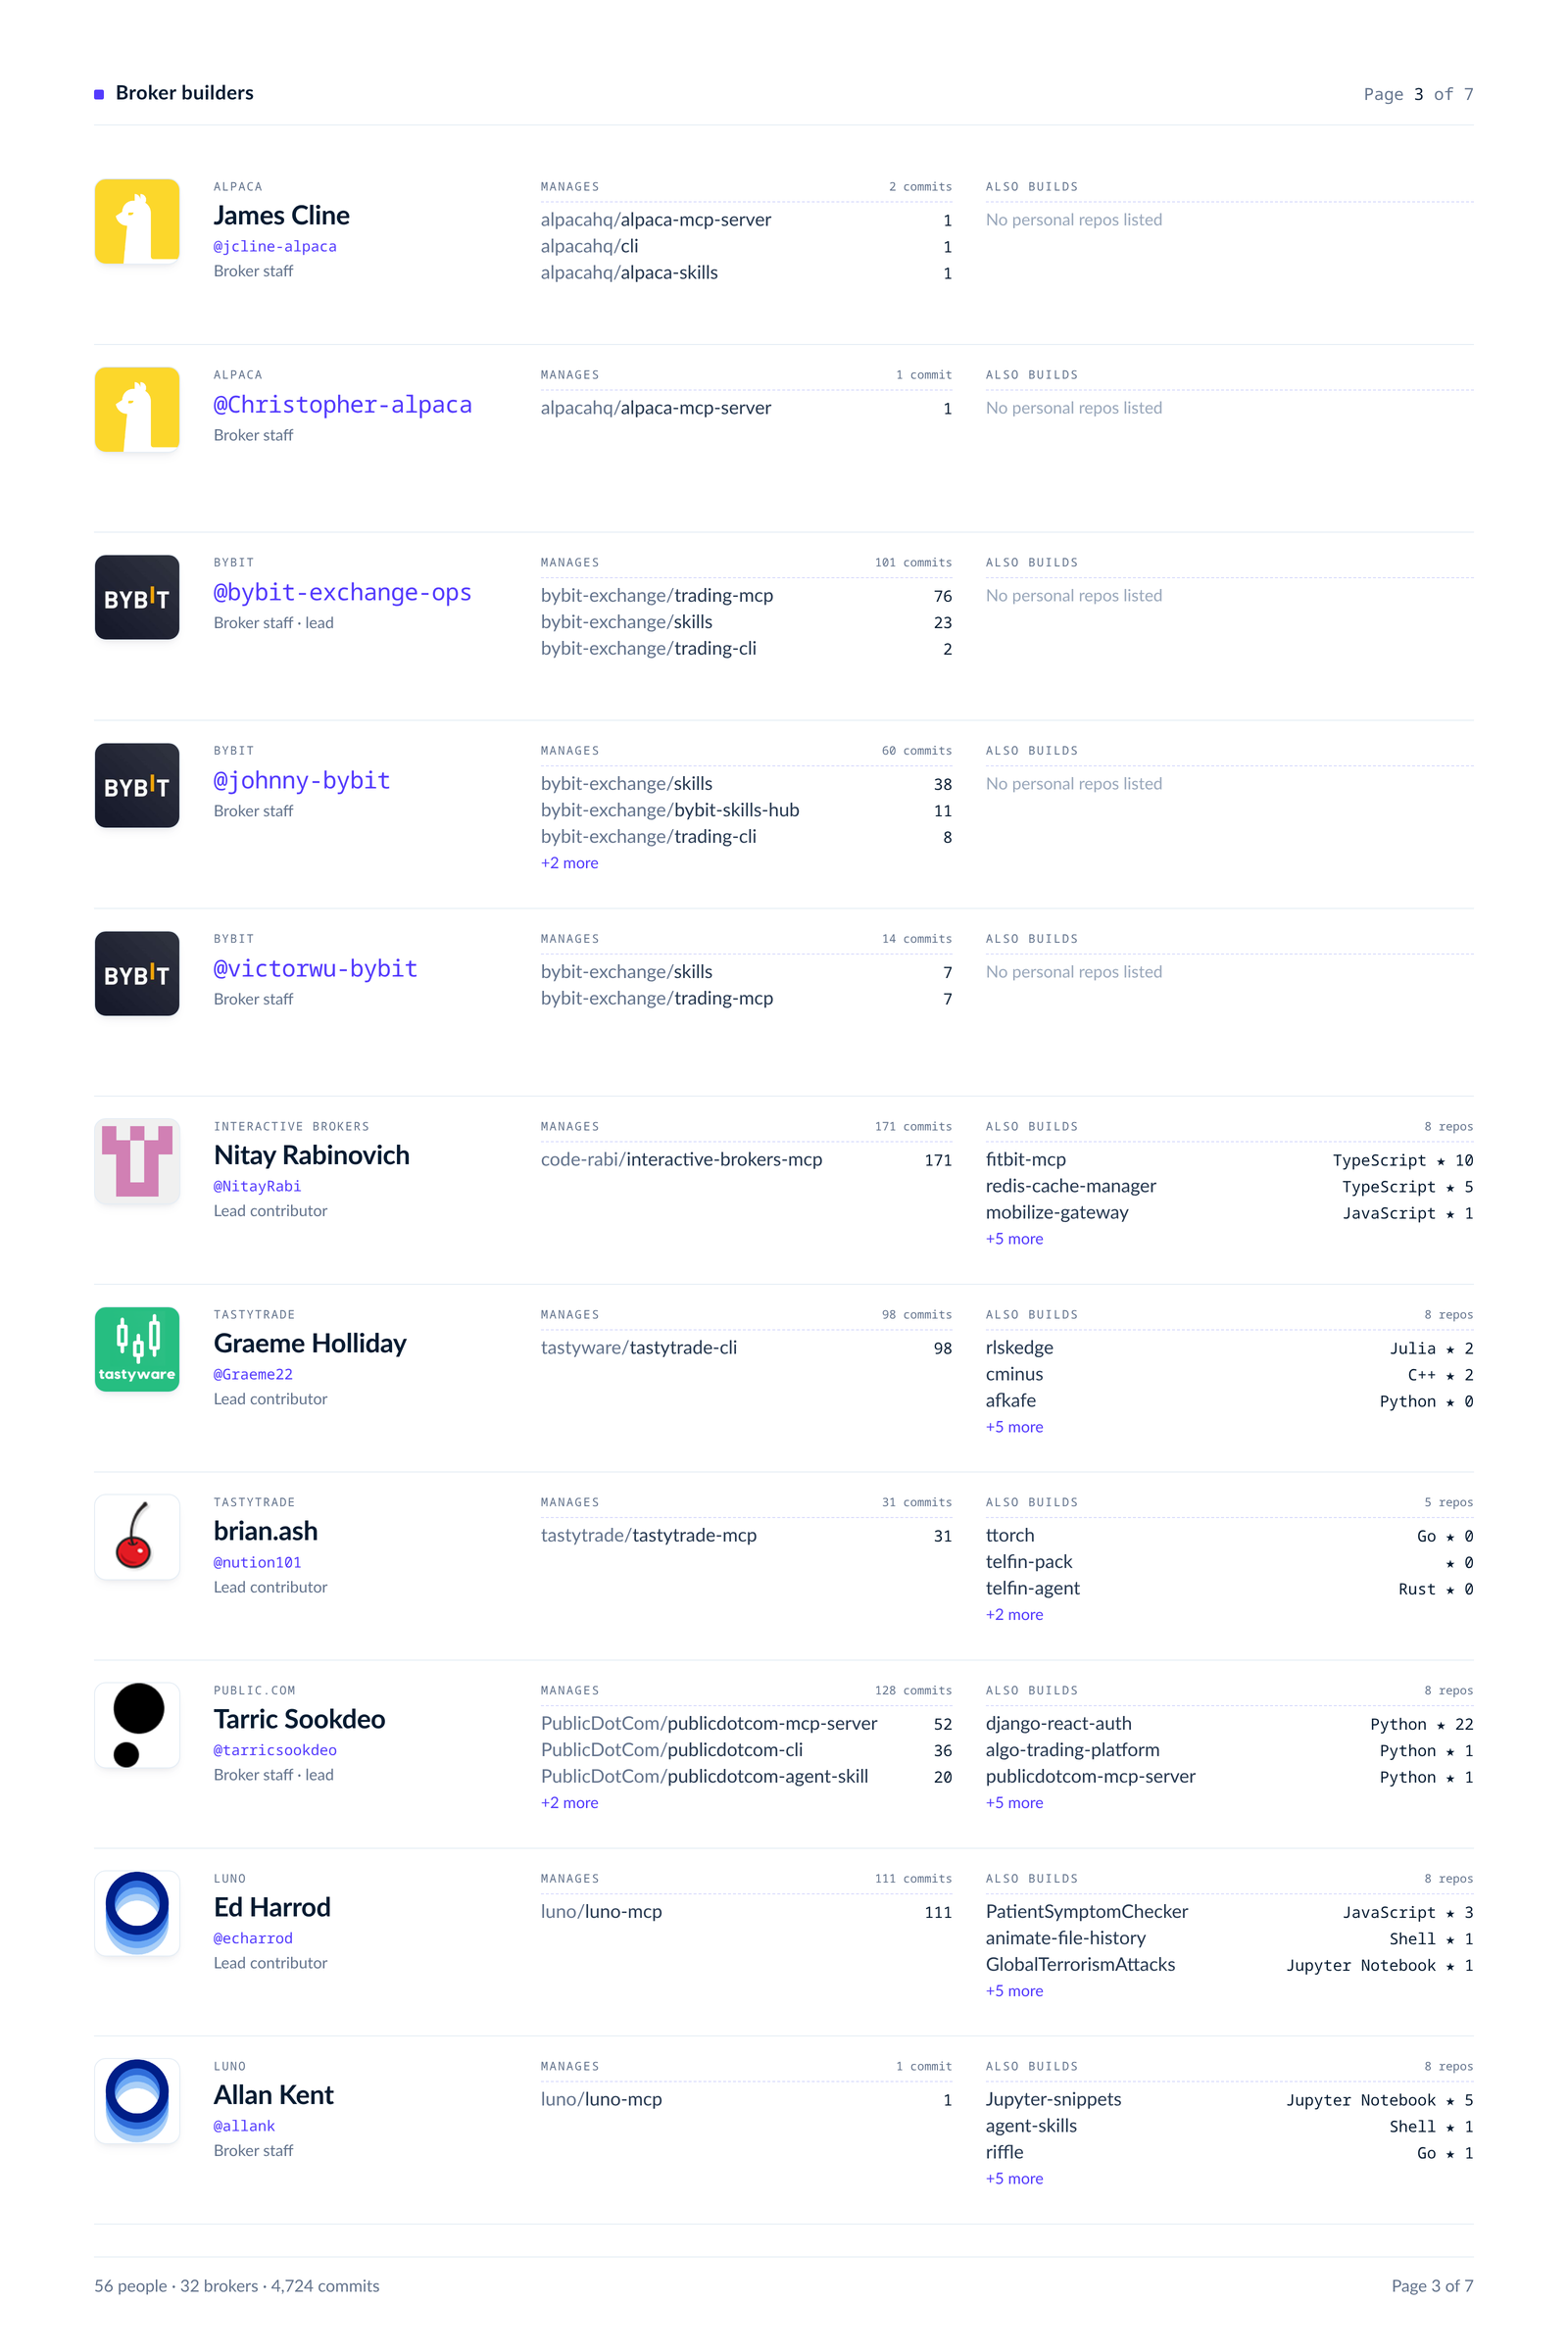 Broker builders
Page 3 of 7
ALPACA
James Cline
@jcline-alpaca
Broker staff
MANAGES 2 commits
alpacahq/alpaca-mcp-server 1
alpacahq/cli 1
alpacahq/alpaca-skills 1
ALSO BUILDS
No personal repos listed
ALPACA
@Christopher-alpaca
Broker staff
MANAGES 1 commit
alpacahq/alpaca-mcp-server 1
ALSO BUILDS
No personal repos listed
BYBIT
BYBIT
@bybit-exchange-ops
Broker staff · lead
MANAGES 101 commits
bybit-exchange/trading-mcp 76
bybit-exchange/skills 23
bybit-exchange/trading-cli 2
ALSO BUILDS
No personal repos listed
BYBIT
BYBIT
@johnny-bybit
Broker staff
MANAGES 60 commits
bybit-exchange/skills 38
bybit-exchange/bybit-skills-hub 11
bybit-exchange/trading-cli 8
+2 more
ALSO BUILDS
No personal repos listed
BYBIT
BYBIT
@victorwu-bybit
Broker staff
MANAGES 14 commits
bybit-exchange/skills 7
bybit-exchange/trading-mcp 7
ALSO BUILDS
No personal repos listed
INTERACTIVE BROKERS
Nitay Rabinovich
@NitayRabi
Lead contributor
MANAGES 171 commits
code-rabi/interactive-brokers-mcp 171
ALSO BUILDS 8 repos
fitbit-mcp TypeScript ★ 10
redis-cache-manager TypeScript ★ 5
mobilize-gateway JavaScript ★ 1
+5 more
tastyware
TASTYTRADE
Graeme Holliday
@Graeme22
Lead contributor
MANAGES 98 commits
tastyware/tastytrade-cli 98
ALSO BUILDS 8 repos
rlskedge Julia ★ 2
cminus C++ ★ 2
afkafe Python ★ 0
+5 more
TASTYTRADE
brian.ash
@nution101
Lead contributor
MANAGES 31 commits
tastytrade/tastytrade-mcp 31
ALSO BUILDS 5 repos
ttorch Go ★ 0
telfin-pack ★ 0
telfin-agent Rust ★ 0
+2 more
PUBLIC.COM
Tarric Sookdeo
@tarricsookdeo
Broker staff · lead
MANAGES 128 commits
PublicDotCom/publicdotcom-mcp-server 52
PublicDotCom/publicdotcom-cli 36
PublicDotCom/publicdotcom-agent-skill 20
+2 more
ALSO BUILDS 8 repos
django-react-auth Python ★ 22
algo-trading-platform Python ★ 1
publicdotcom-mcp-server Python ★ 1
+5 more
LUNO
Ed Harrod
@echarrod
Lead contributor
MANAGES 111 commits
luno/luno-mcp 111
ALSO BUILDS 8 repos
PatientSymptomChecker JavaScript ★ 3
animate-file-history Shell ★ 1
GlobalTerrorismAttacks Jupyter Notebook ★ 1
+5 more
LUNO
Allan Kent
@allank
Broker staff
MANAGES 1 commit
luno/luno-mcp 1
ALSO BUILDS 8 repos
Jupyter-snippets Jupyter Notebook ★ 5
agent-skills Shell ★ 1
riffle Go ★ 1
+5 more
56 people · 32 brokers · 4,724 commits
Page 3 of 7